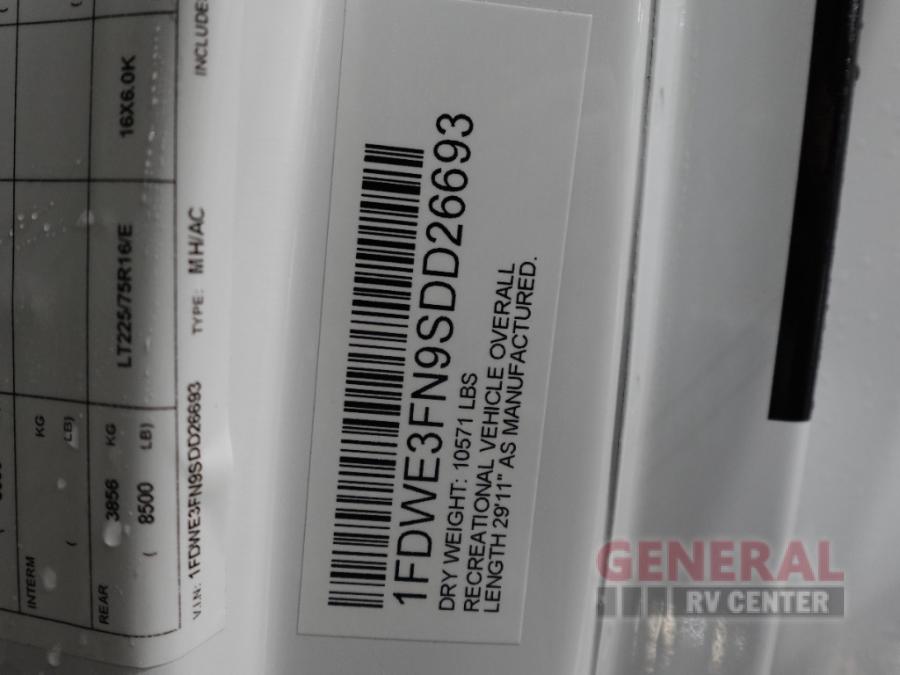 INCLUDE
16X6.0K
LT225/75R16/E
MH/AC
TYPE:
KG
(LB)
KG
LB)
INTERM
(
REAR
3856
( 8500
V.I.N: 1FDWE3FN9SDD26693
1FDWE3FN9SDD26693
DRY WEIGHT: 10571 LBS
RECREATIONAL VEHICLE OVERALL
LENGTH 29'11" AS MANUFACTURED.
GENERAL
RV CENTER